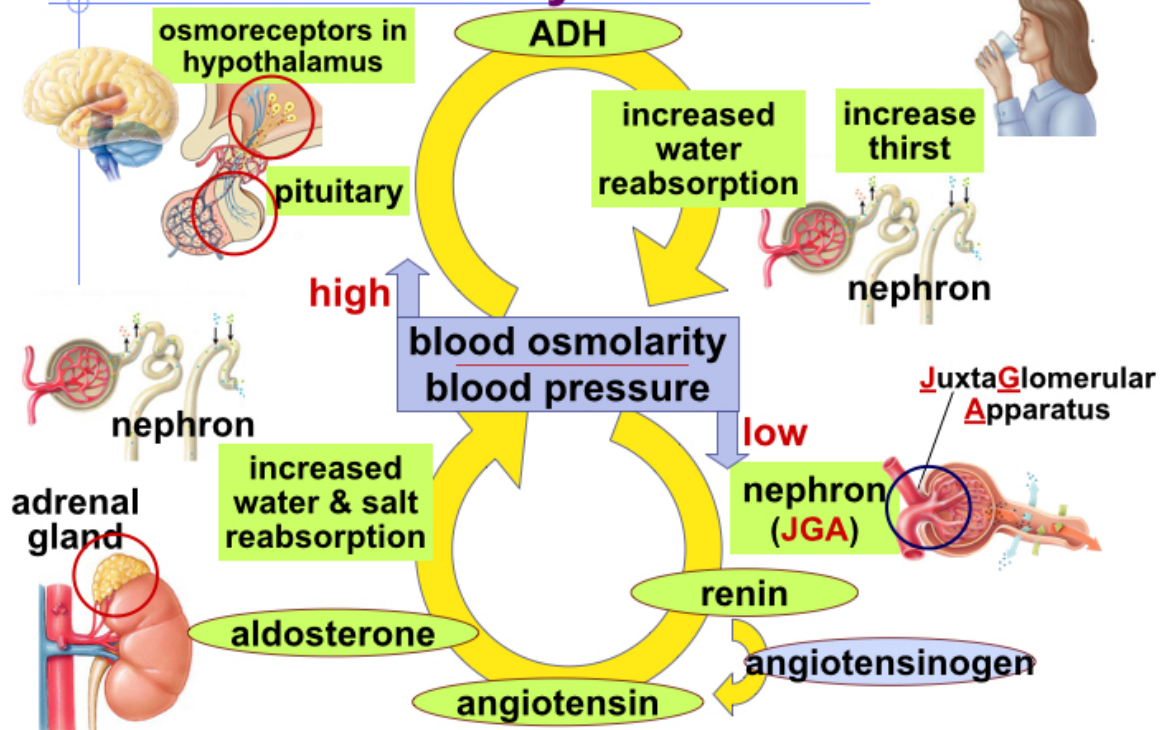 osmoreceptors in
hypothalamus
ADH
increased
water
reabsorption
increase
thirst
pituitary
nephron
high
blood osmolarity
blood pressure
low
JuxtaGlomerular
Apparatus
nephron
(JGA)
nephron
increased
water & salt
reabsorption
adrenal
gland
renin
aldosterone
angiotensinogen
angiotensin